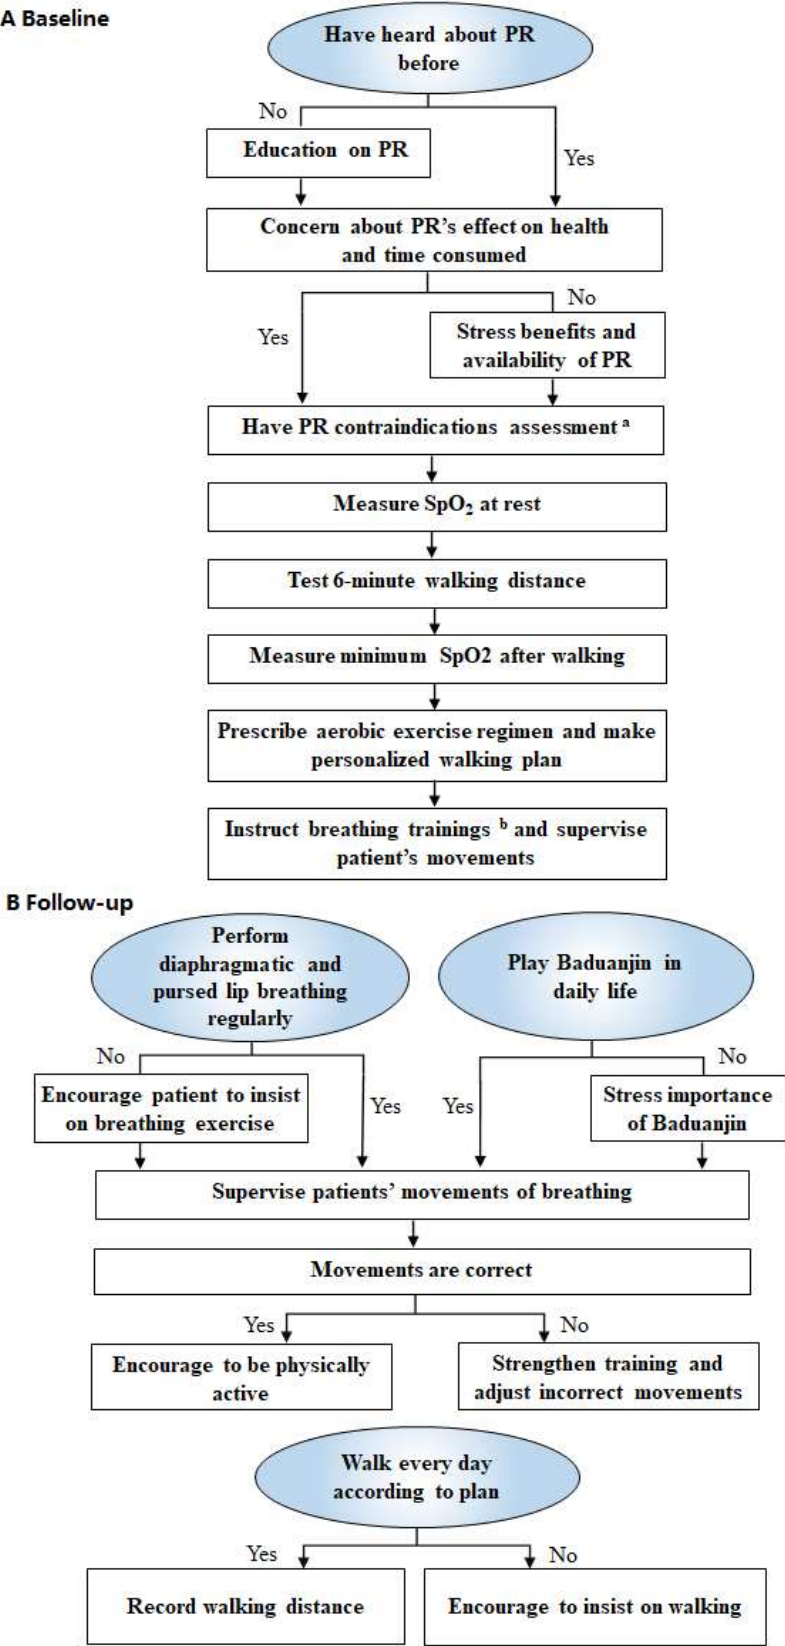 A Baseline
Have heard about PR
before
No
Yes
Education on PR
Concern about PR's effect on health
and time consumed
Yes
No
Stress benefits and
availability of PR
Have PR contraindications assessment ᵃ
Measure SpO₂ at rest
Test 6-minute walking distance
Measure minimum SpO2 after walking
Prescribe aerobic exercise regimen and make
personalized walking plan
Instruct breathing trainings ᵇ and supervise
patient's movements
B Follow-up
Perform
diaphragmatic and
pursed lip breathing
regularly
Play Baduanjin in
daily life
No
Yes
Yes
No
Encourage patient to insist
on breathing exercise
Stress importance
of Baduanjin
Supervise patients' movements of breathing
Movements are correct
Yes
No
Encourage to be physically
active
Strengthen training and
adjust incorrect movements
Walk every day
according to plan
Yes
No
Record walking distance
Encourage to insist on walking